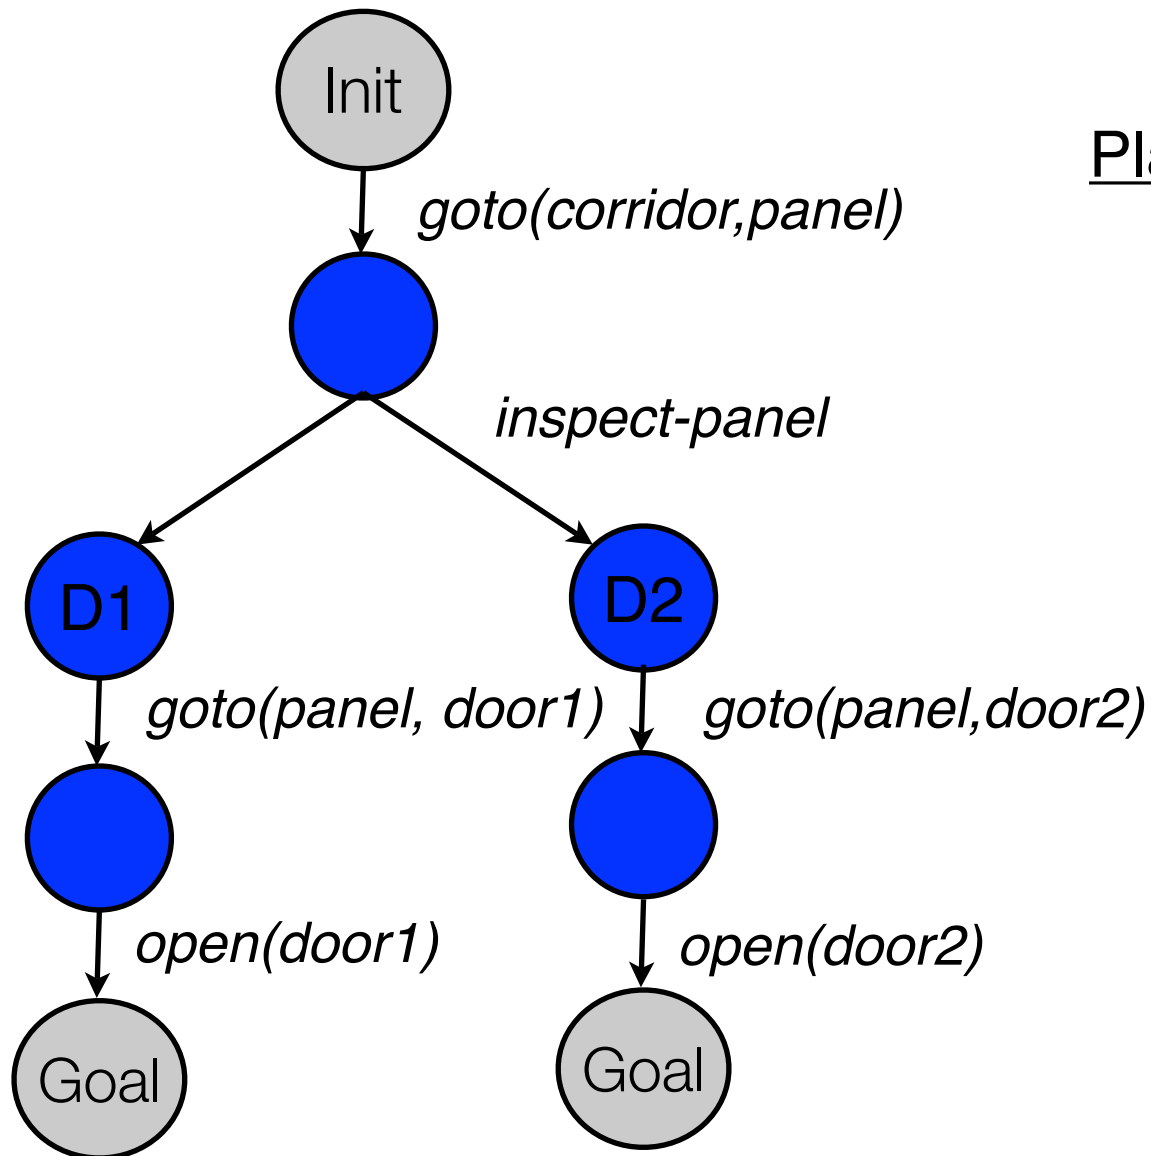 Init
Pla
goto(corridor,panel)
inspect-panel
D1
D2
goto(panel, door1)
goto(panel,door2)
open(door1)
open(door2)
Goal
Goal